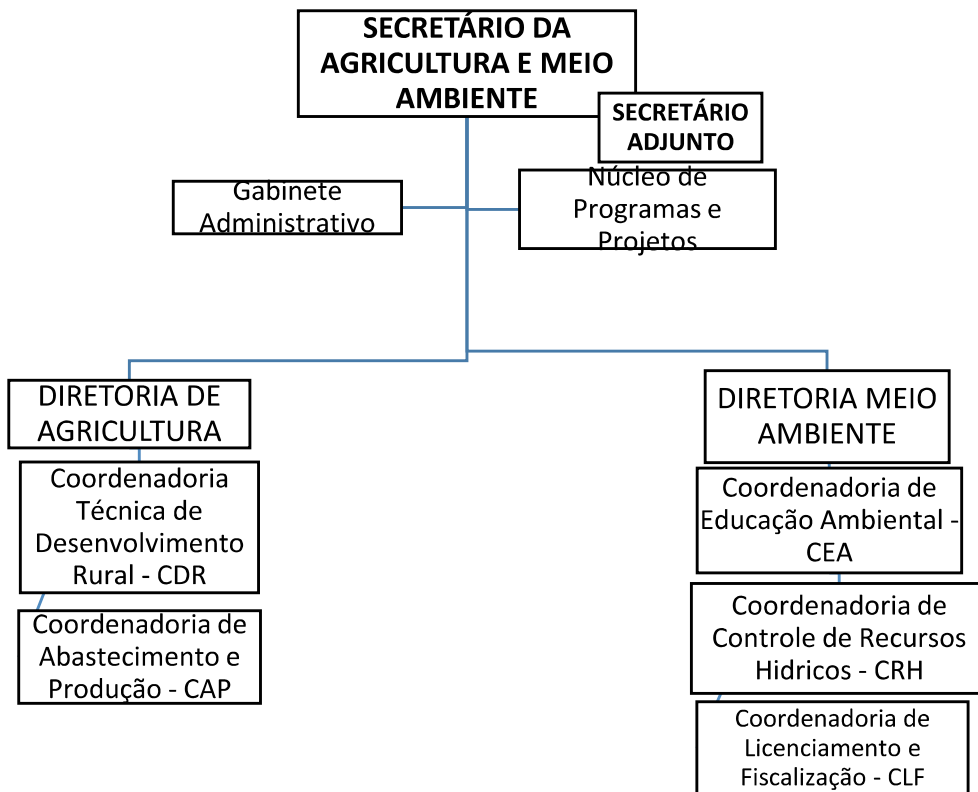 SECRETÁRIO DA
AGRICULTURA E MEIO
AMBIENTE
SECRETÁRIO
ADJUNTO
Gabinete
Administrativo
Núcleo de
Programas e
Projetos
DIRETORIA DE
AGRICULTURA
Coordenadoria
Técnica de
Desenvolvimento
Rural - CDR
Coordenadoria de
Abastecimento e
Produção - CAP
DIRETORIA MEIO
AMBIENTE
Coordenadoria de
Educação Ambiental -
CEA
Coordenadoria de
Controle de Recursos
Hidricos - CRH
Coordenadoria de
Licenciamento e
Fiscalização - CLF